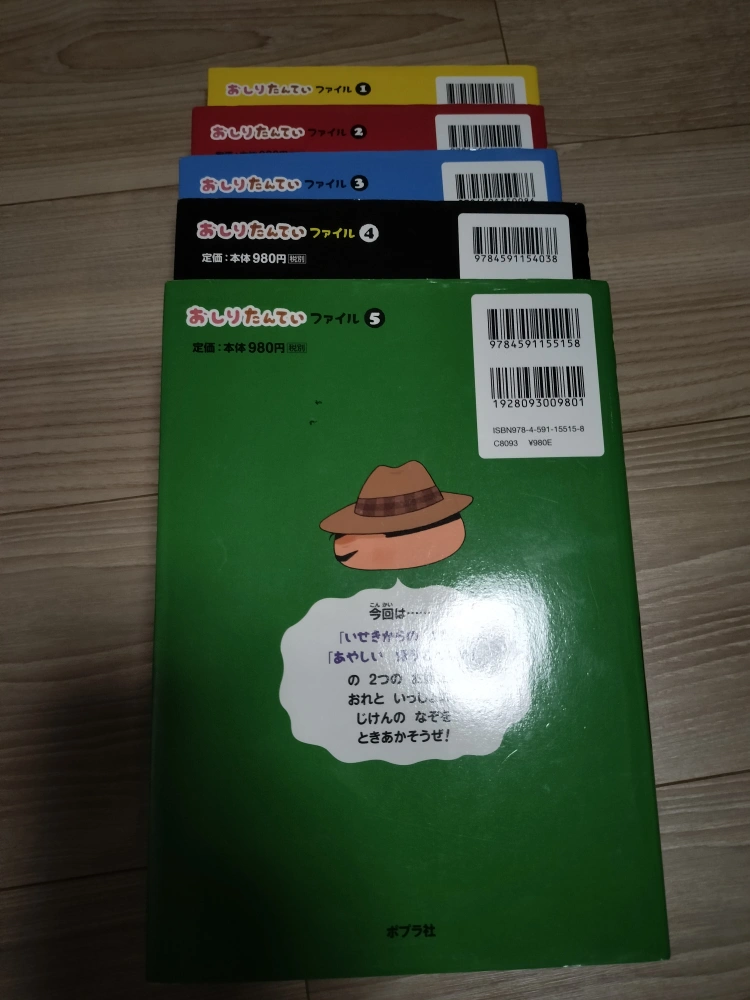 おしりたんてい ファイル 1
おしりたんてい ファイル 2
おしりたんてい ファイル 3
おしりたんてい ファイル 4
定価:本体980円 税別
9784591154038
おしりたんてい ファイル 5
定価:本体980円 税別
9784591155158
1928093009801
ISBN978-4-591-15515-8
C8093 ¥980E
こん かい
今回は……
「いせきからの
「あやしい
の 2つの
おれと
じけんの なぞを
ときあかそうぜ!
ポプラ社